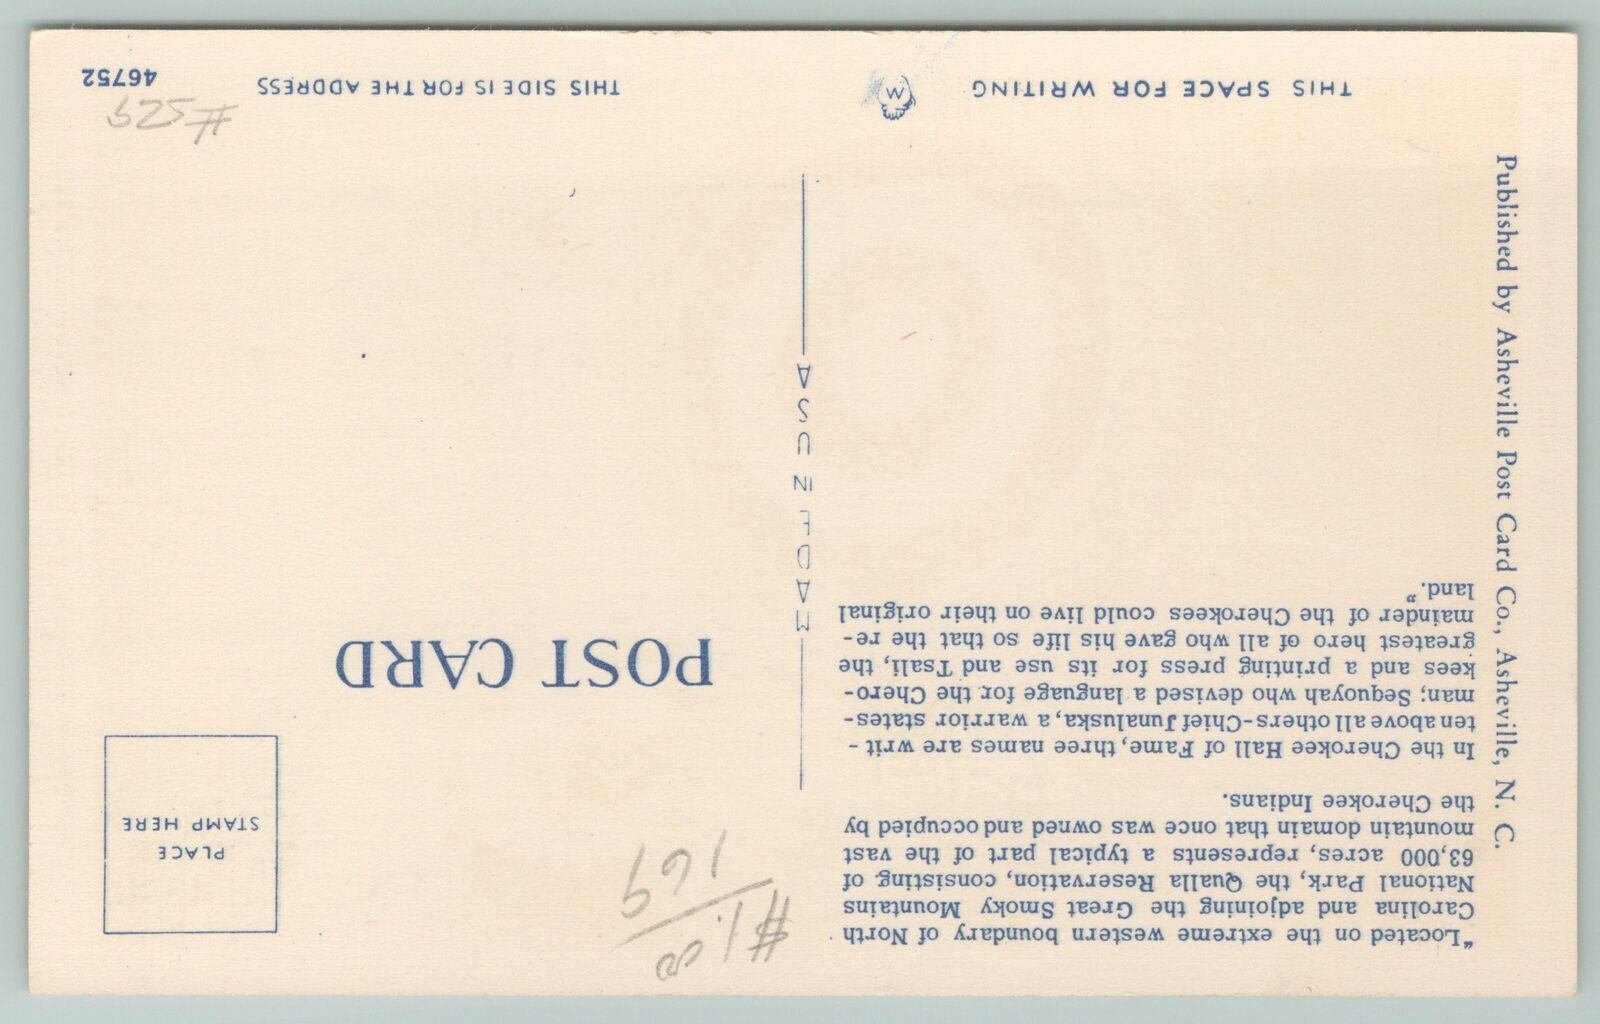 "Located on the extreme western boundary of North
Carolina and adjoining the Great Smoky Mountains
National Park, the Qualla Reservation, consisting of
63,000 acres, represents a typical part of the vast
mountain domain that once was owned and occupied by
the Cherokee Indians.
In the Cherokee Hall of Fame, three names are writ-
ten above all others-Chief Junaluska, a warrior states-
man; Sequoyah who devised a language for the Chero-
kees and a printing press for its use and Tsali, the
greatest hero of all who gave his life so that the re-
mainder of the Cherokees could live on their original
land."
Published by Asheville Post Card Co., Asheville, N. C.
THIS SPACE FOR WRITING
M
MADE IN USA
$1.00
169
PLACE
STAMP HERE
POST CARD
THIS SIDE IS FOR THE ADDRESS
46752